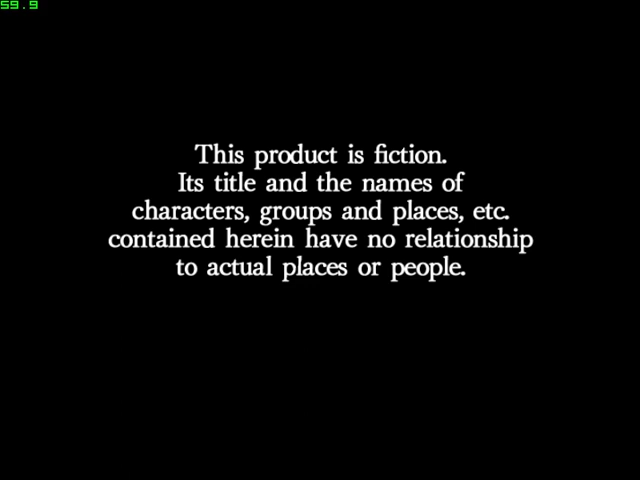 59.9
This product is fiction.
Its title and the names of
characters, groups and places, etc.
contained herein have no relationship
to actual places or people.